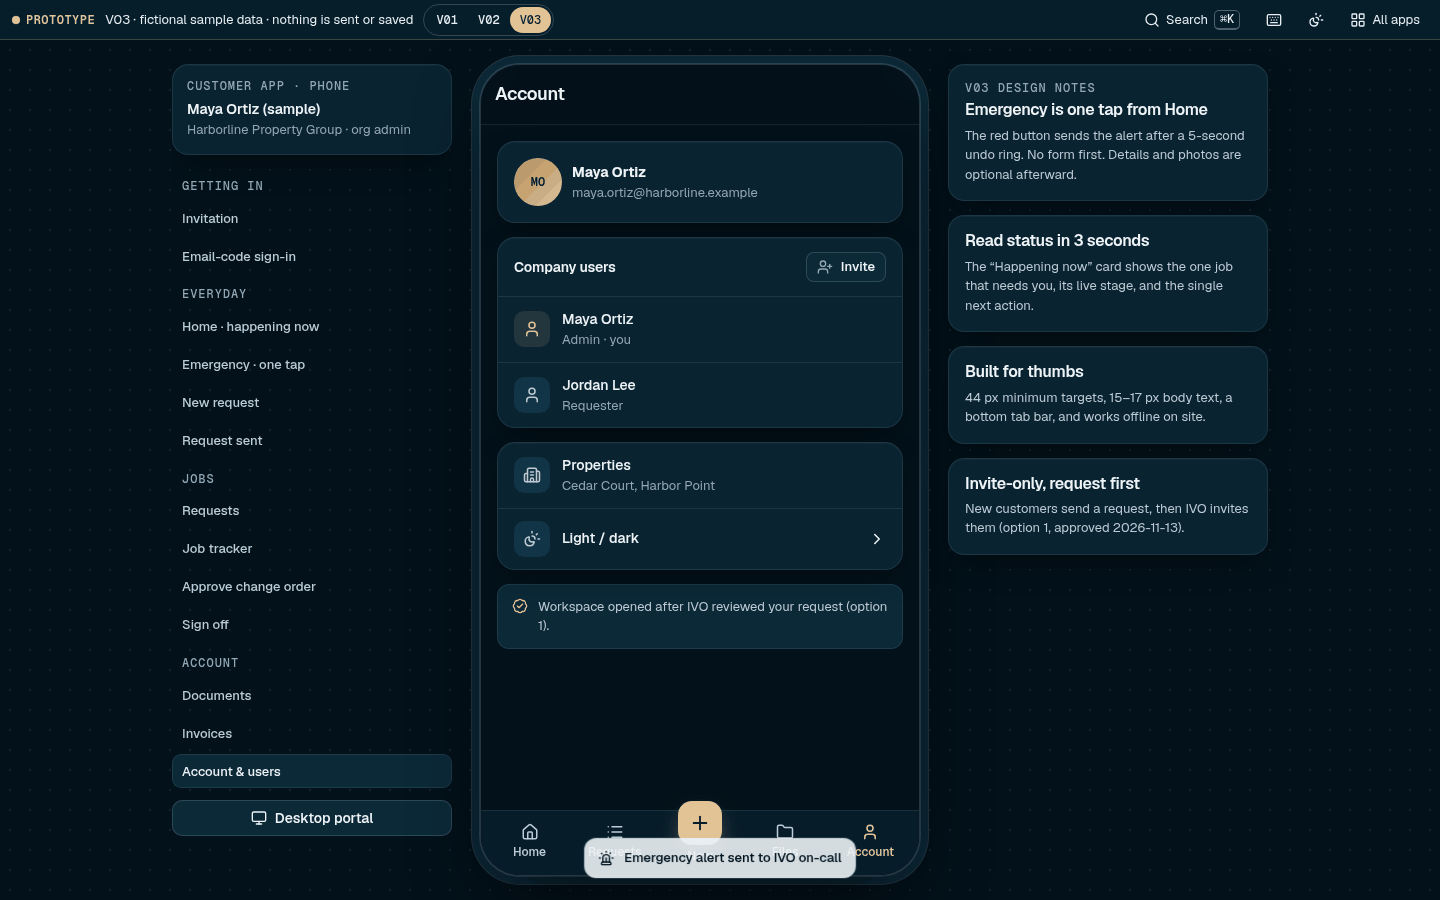 PROTOTYPE V03 · fictional sample data · nothing is sent or saved V01 V02 V03 Search ⌘K All apps
CUSTOMER APP · PHONE
Maya Ortiz (sample)
Harborline Property Group · org admin
GETTING IN
Invitation
Email-code sign-in
EVERYDAY
Home · happening now
Emergency · one tap
New request
Request sent
JOBS
Requests
Job tracker
Approve change order
Sign off
ACCOUNT
Documents
Invoices
Account & users
Desktop portal
Account
MO
Maya Ortiz
maya.ortiz@harborline.example
Company users
Invite
Maya Ortiz
Admin · you
Jordan Lee
Requester
Properties
Cedar Court, Harbor Point
Light / dark
Workspace opened after IVO reviewed your request (option
1).
Home Requests Files Account
Emergency alert sent to IVO on-call
V03 DESIGN NOTES
Emergency is one tap from Home
The red button sends the alert after a 5-second
undo ring. No form first. Details and photos are
optional afterward.
Read status in 3 seconds
The “Happening now” card shows the one job
that needs you, its live stage, and the single
next action.
Built for thumbs
44 px minimum targets, 15–17 px body text, a
bottom tab bar, and works offline on site.
Invite-only, request first
New customers send a request, then IVO invites
them (option 1, approved 2026-11-13).